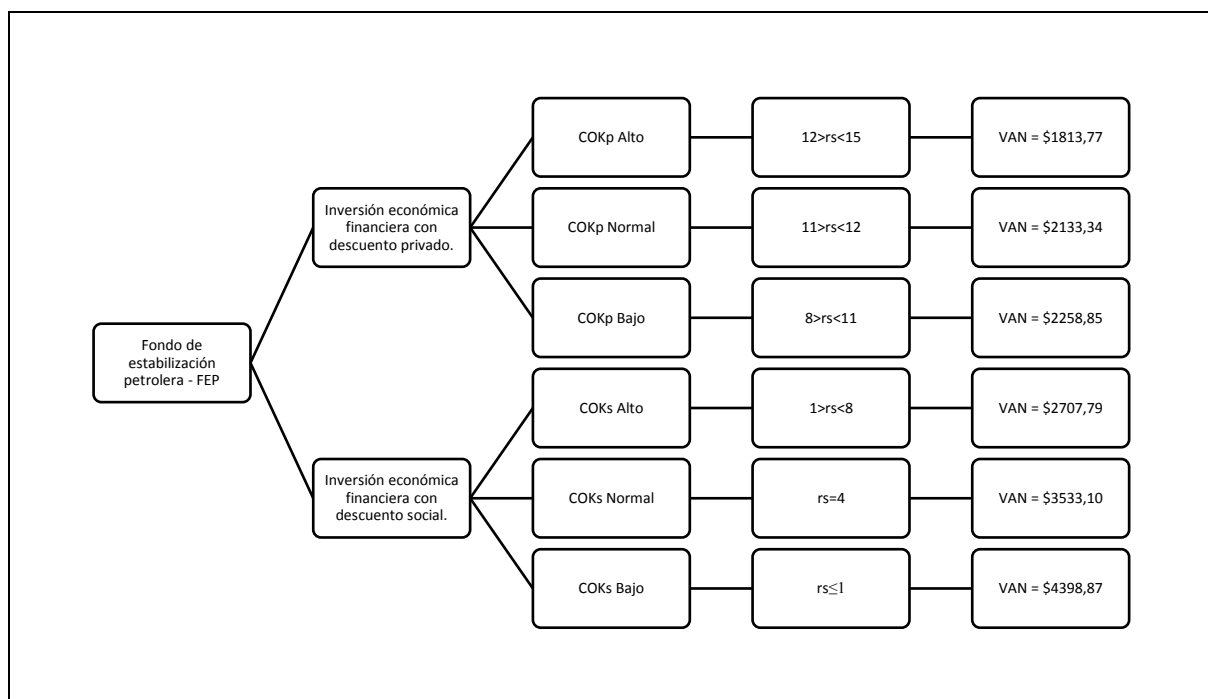 COKp Alto
12>rs<15
VAN = $1813,77
Inversión económica
financiera con
descuento privado.
COKp Normal
11>rs<12
VAN = $2133,34
COKp Bajo
8>rs<11
VAN = $2258,85
Fondo de
estabilización
petrolera - FEP
COKs Alto
1>rs<8
VAN = $2707,79
Inversión económica
financiera con
descuento social.
COKs Normal
rs=4
VAN = $3533,10
COKs Bajo
rs≤1
VAN = $4398,87